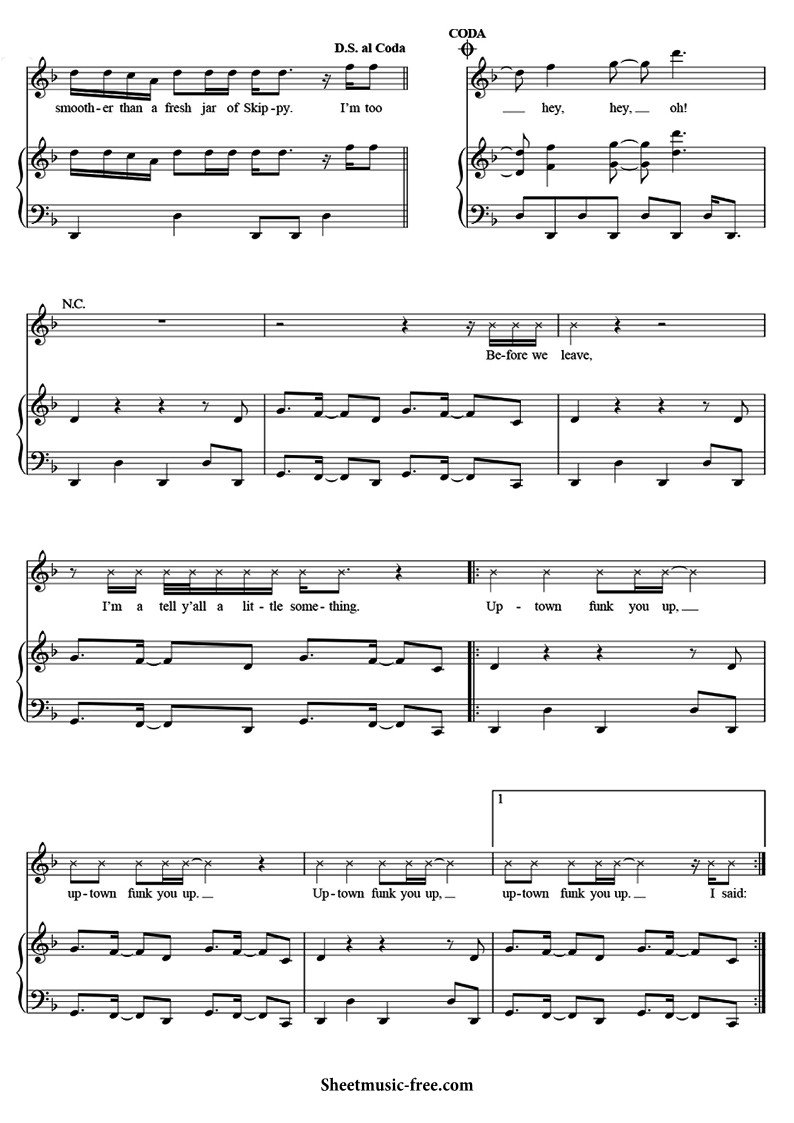 D.S. al Coda
CODA
smooth-er than a fresh jar of Skip-py. I'm too
hey, hey, oh!
N.C.
Be-fore we leave,
I'm a tell y'all a lit-tle some-thing.
Up-town funk you up,
1
up-town funk you up. Up-town funk you up, up-town funk you up. I said:
Sheetmusic-free.com